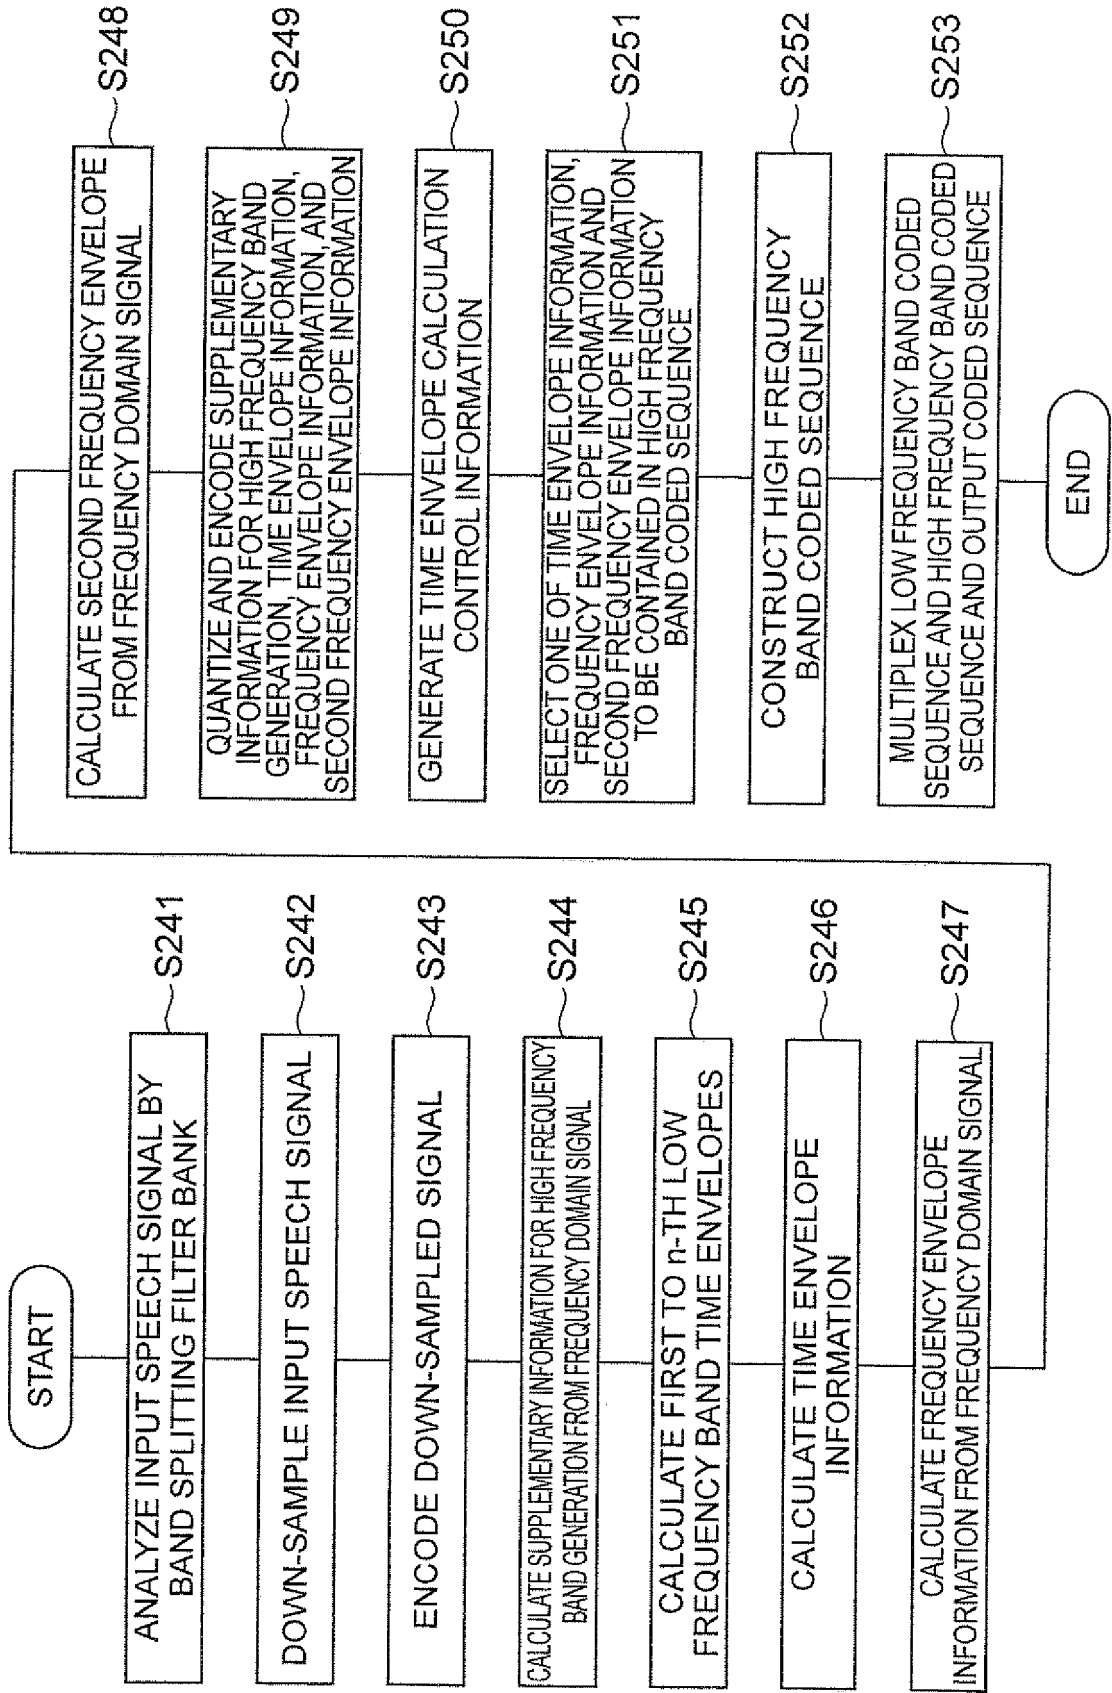 START
ANALYZE INPUT SPEECH SIGNAL BY
BAND SPLITTING FILTER BANK
S241
DOWN-SAMPLE INPUT SPEECH SIGNAL
S242
ENCODE DOWN-SAMPLED SIGNAL
S243
CALCULATE SUPPLEMENTARY INFORMATION FOR HIGH FREQUENCY
BAND GENERATION FROM FREQUENCY DOMAIN SIGNAL
S244
CALCULATE FIRST TO n-TH LOW
FREQUENCY BAND TIME ENVELOPES
S245
CALCULATE TIME ENVELOPE
INFORMATION
S246
CALCULATE FREQUENCY ENVELOPE
INFORMATION FROM FREQUENCY DOMAIN SIGNAL
S247
CALCULATE SECOND FREQUENCY ENVELOPE
FROM FREQUENCY DOMAIN SIGNAL
S248
QUANTIZE AND ENCODE SUPPLEMENTARY
INFORMATION FOR HIGH FREQUENCY BAND
GENERATION, TIME ENVELOPE INFORMATION,
FREQUENCY ENVELOPE INFORMATION, AND
SECOND FREQUENCY ENVELOPE INFORMATION
S249
GENERATE TIME ENVELOPE CALCULATION
CONTROL INFORMATION
S250
SELECT ONE OF TIME ENVELOPE INFORMATION,
FREQUENCY ENVELOPE INFORMATION AND
SECOND FREQUENCY ENVELOPE INFORMATION
TO BE CONTAINED IN HIGH FREQUENCY
BAND CODED SEQUENCE
S251
CONSTRUCT HIGH FREQUENCY
BAND CODED SEQUENCE
S252
MULTIPLEX LOW FREQUENCY BAND CODED
SEQUENCE AND HIGH FREQUENCY BAND CODED
SEQUENCE AND OUTPUT CODED SEQUENCE
S253
END